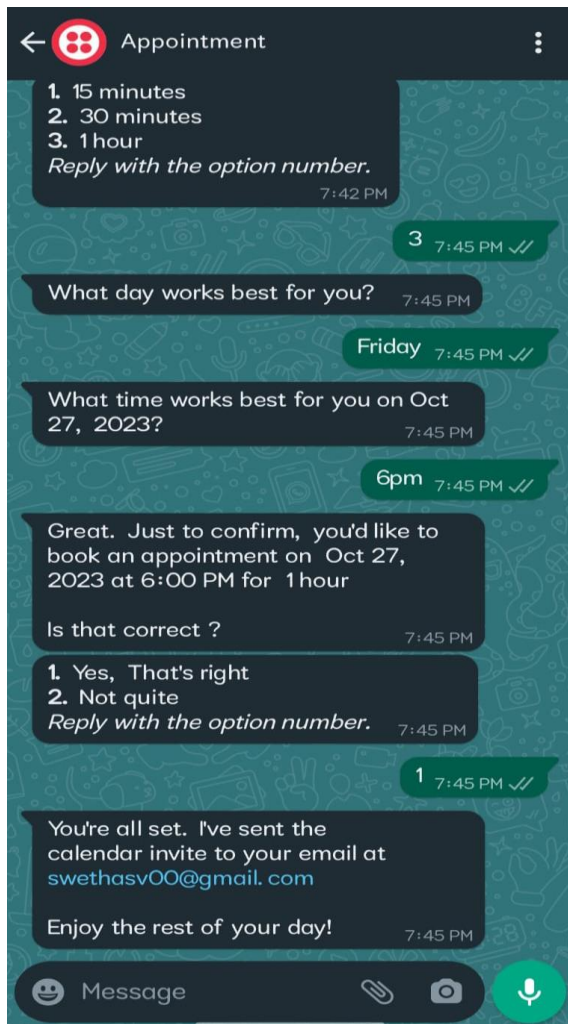 Appointment
1. 15 minutes
2. 30 minutes
3. 1 hour
Reply with the option number.
7:42 PM
3 7:45 PM
What day works best for you? 7:45 PM
Friday 7:45 PM
What time works best for you on Oct
27, 2023?
7:45 PM
6pm 7:45 PM
Great. Just to confirm, you'd like to
book an appointment on Oct 27,
2023 at 6:00 PM for 1 hour
Is that correct ?
7:45 PM
1. Yes, That's right
2. Not quite
Reply with the option number. 7:45 PM
1 7:45 PM
You're all set. I've sent the
calendar invite to your email at
swethasv00@gmail. com
Enjoy the rest of your day! 7:45 PM
Message